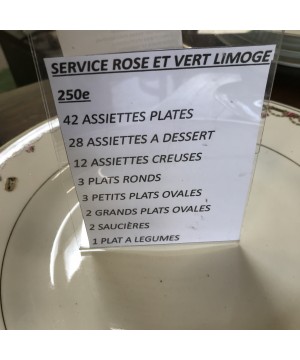 SERVICE ROSE ET VERT LIMOGE
250e
42 ASSIETTES PLATES
28 ASSIETTES A DESSERT
12 ASSIETTES CREUSES
3 PLATS RONDS
3 PETITS PLATS OVALES
2 GRANDS PLATS OVALES
2 SAUCIÈRES
1 PLAT A LEGUMES